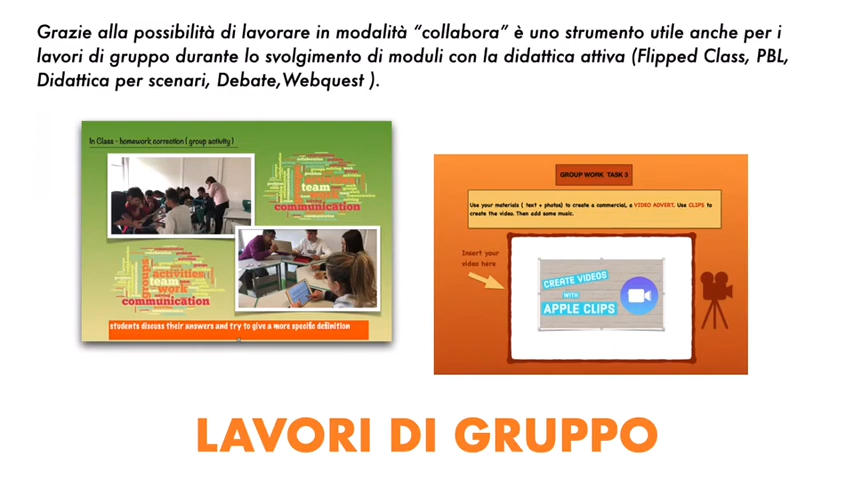 Grazie alla possibilità di lavorare in modalità “collabora” è uno strumento utile anche per i
lavori di gruppo durante lo svolgimento di moduli con la didattica attiva (Flipped Class, PBL,
Didattica per scenari, Debate,Webquest ).
In Class - homework correction ( group activity )
team
work
communication
groups
activities
team
work
communication
students discuss their answers and try to give a more specific definition
GROUP WORK TASK 3
Use your materials ( text + photos) to create a commercial, a VIDEO ADVERT. Use CLIPS to
create the video. Then add some music.
Insert your
video here
CREATE VIDEOS
WITH
APPLE CLIPS
LAVORI DI GRUPPO